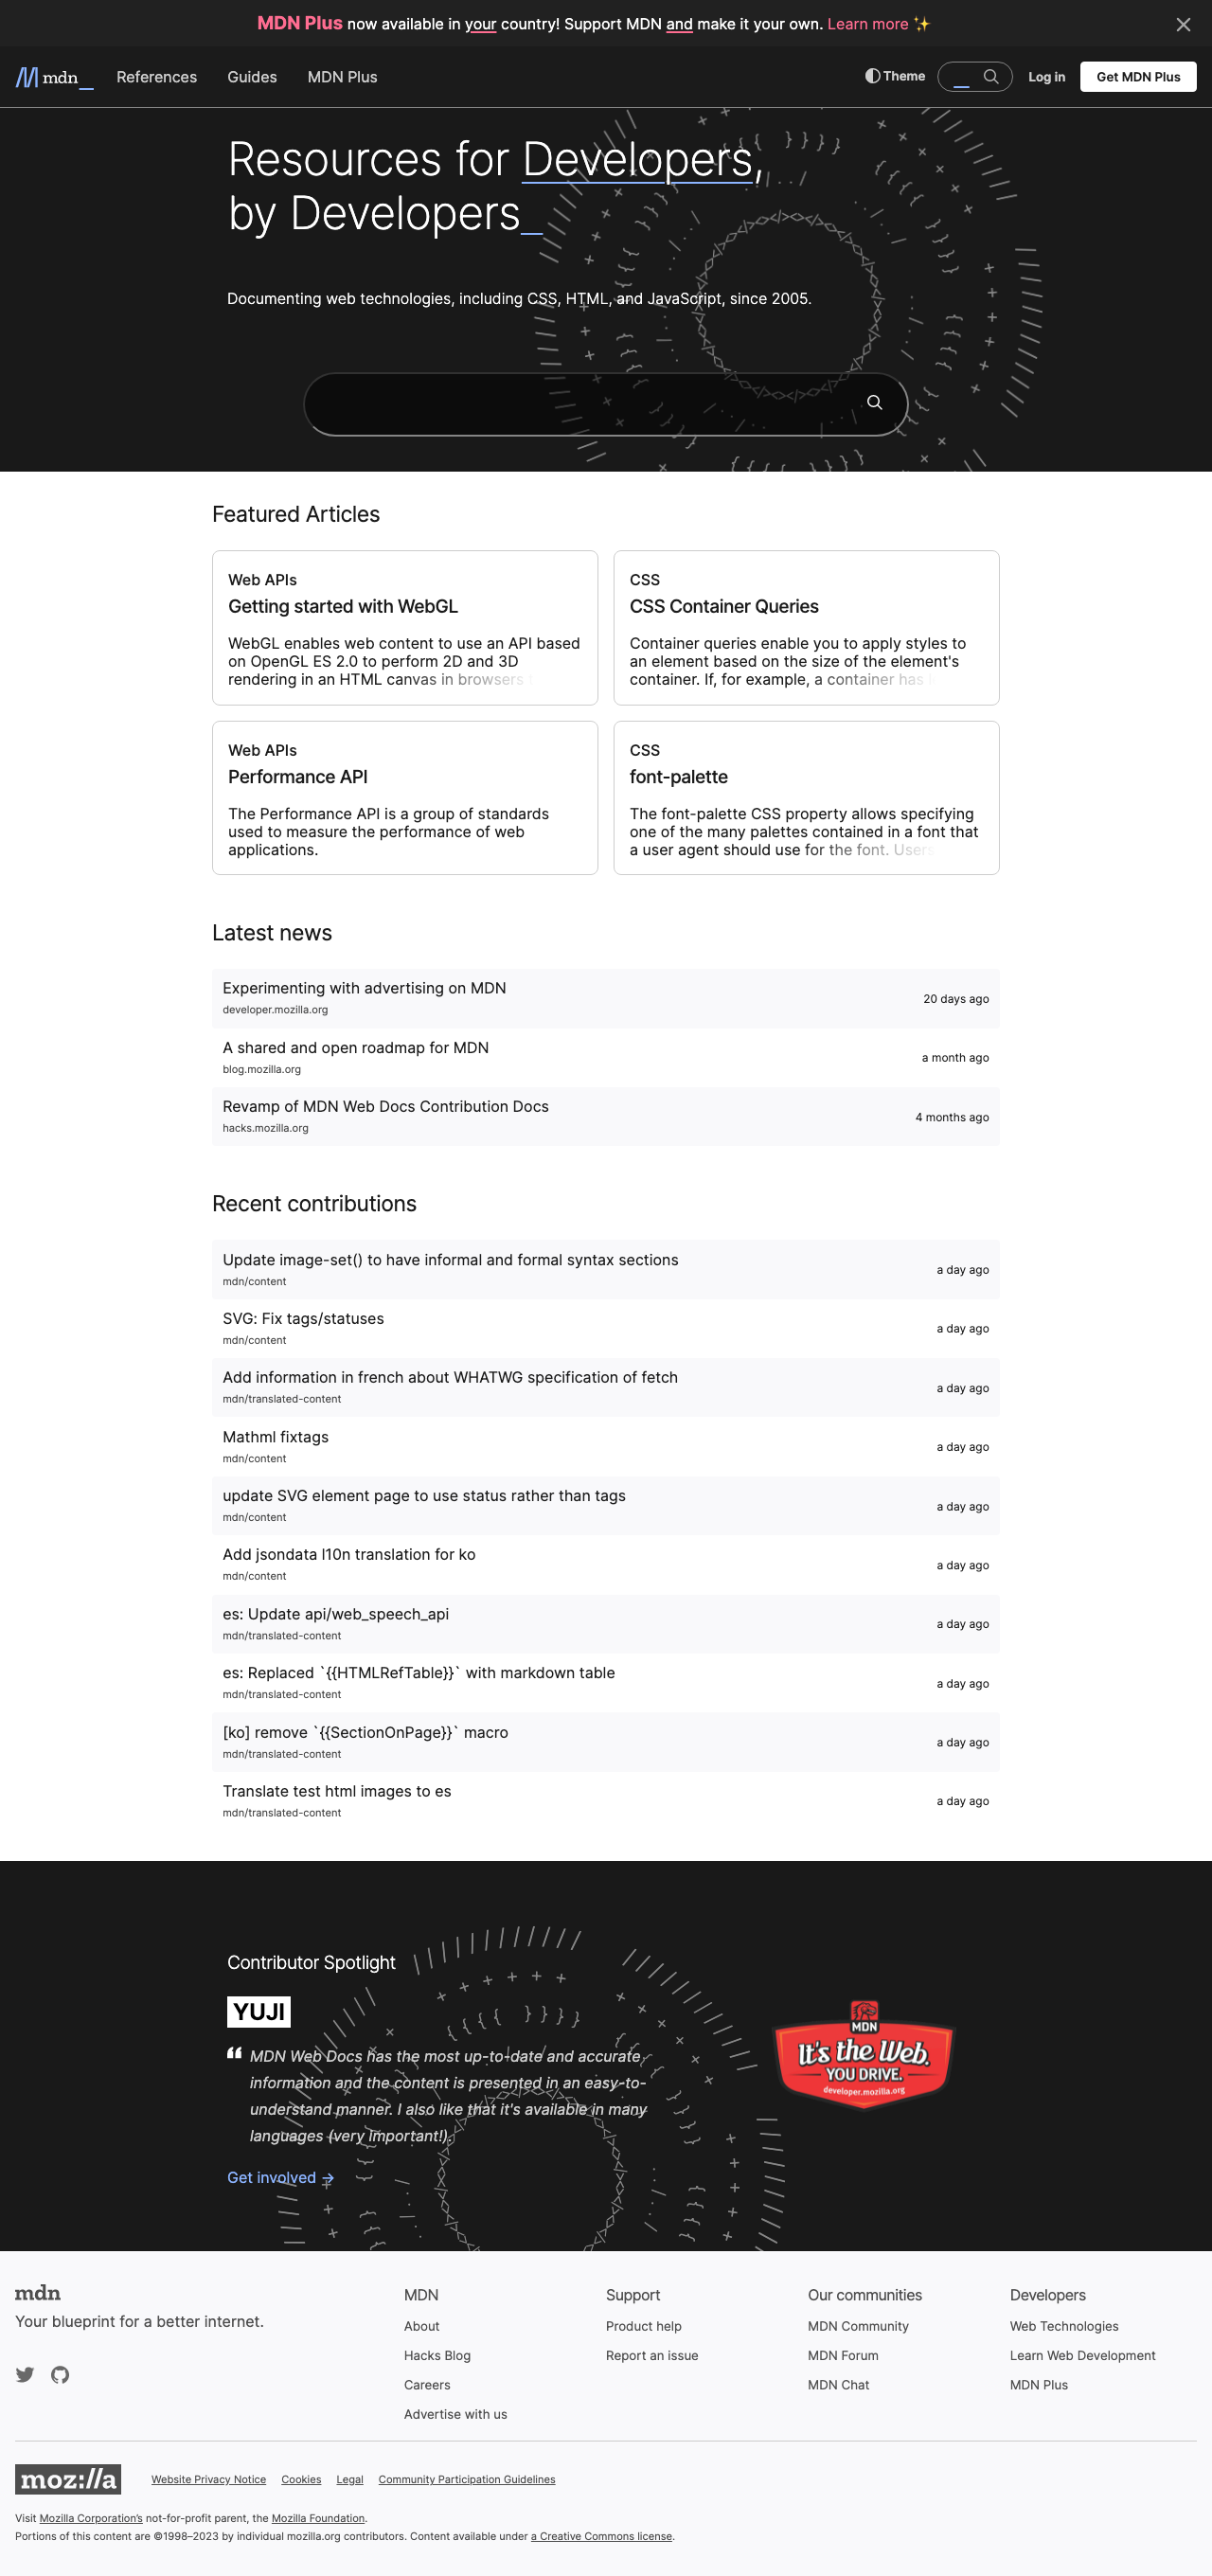 MDN Plus now available in your country! Support MDN and make it your own. Learn more ✨
mdn_ References Guides MDN Plus Theme Log in Get MDN Plus
Resources for Developers,
by Developers_
Documenting web technologies, including CSS, HTML, and JavaScript, since 2005.
Featured Articles
Web APIs
Getting started with WebGL
WebGL enables web content to use an API based
on OpenGL ES 2.0 to perform 2D and 3D
rendering in an HTML canvas in browsers
CSS
CSS Container Queries
Container queries enable you to apply styles to
an element based on the size of the element's
container. If, for example, a container has
Web APIs
Performance API
The Performance API is a group of standards
used to measure the performance of web
applications.
CSS
font-palette
The font-palette CSS property allows specifying
one of the many palettes contained in a font that
a user agent should use for the font. Users
Latest news
Experimenting with advertising on MDN
developer.mozilla.org
20 days ago
A shared and open roadmap for MDN
blog.mozilla.org
a month ago
Revamp of MDN Web Docs Contribution Docs
hacks.mozilla.org
4 months ago
Recent contributions
Update image-set() to have informal and formal syntax sections
mdn/content
a day ago
SVG: Fix tags/statuses
mdn/content
a day ago
Add information in french about WHATWG specification of fetch
mdn/translated-content
a day ago
Mathml fixtags
mdn/content
a day ago
update SVG element page to use status rather than tags
mdn/content
a day ago
Add jsondata l10n translation for ko
mdn/content
a day ago
es: Update api/web_speech_api
mdn/translated-content
a day ago
es: Replaced `{{HTMLRefTable}}` with markdown table
mdn/translated-content
a day ago
[ko] remove `{{SectionOnPage}}` macro
mdn/translated-content
a day ago
Translate test html images to es
mdn/translated-content
a day ago
Contributor Spotlight
YUJI
MDN Web Docs has the most up-to-date and accurate
information and the content is presented in an easy-to-
understand manner. I also like that it's available in many
languages (very important!).
Get involved →
MDN
It's the Web.
YOU DRIVE.
developer.mozilla.org
mdn
Your blueprint for a better internet.
MDN
About
Hacks Blog
Careers
Advertise with us
Support
Product help
Report an issue
Our communities
MDN Community
MDN Forum
MDN Chat
Developers
Web Technologies
Learn Web Development
MDN Plus
moz://a Website Privacy Notice Cookies Legal Community Participation Guidelines
Visit Mozilla Corporation's not-for-profit parent, the Mozilla Foundation.
Portions of this content are ©1998–2023 by individual mozilla.org contributors. Content available under a Creative Commons license.